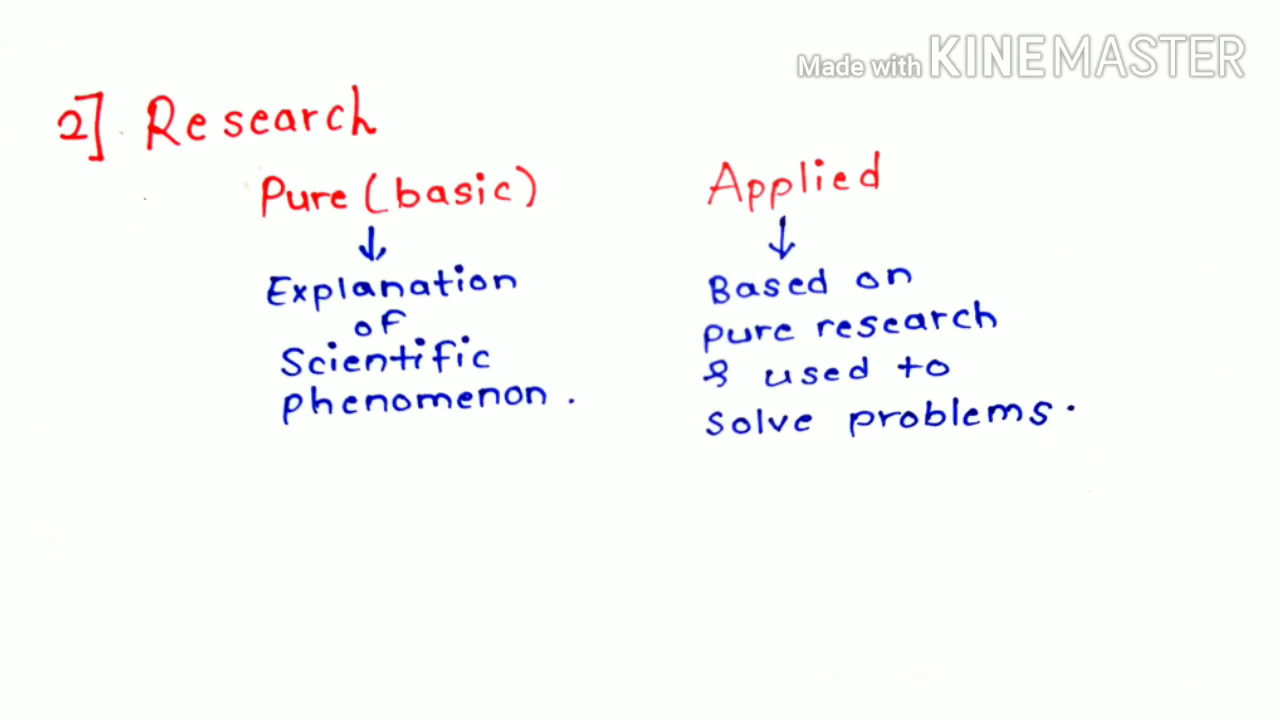 Made with KINEMASTER
2] Research
Pure (basic)
↓
Explanation
of
Scientific
phenomenon.
Applied
↓
Based on
pure research
& used to
solve problems.